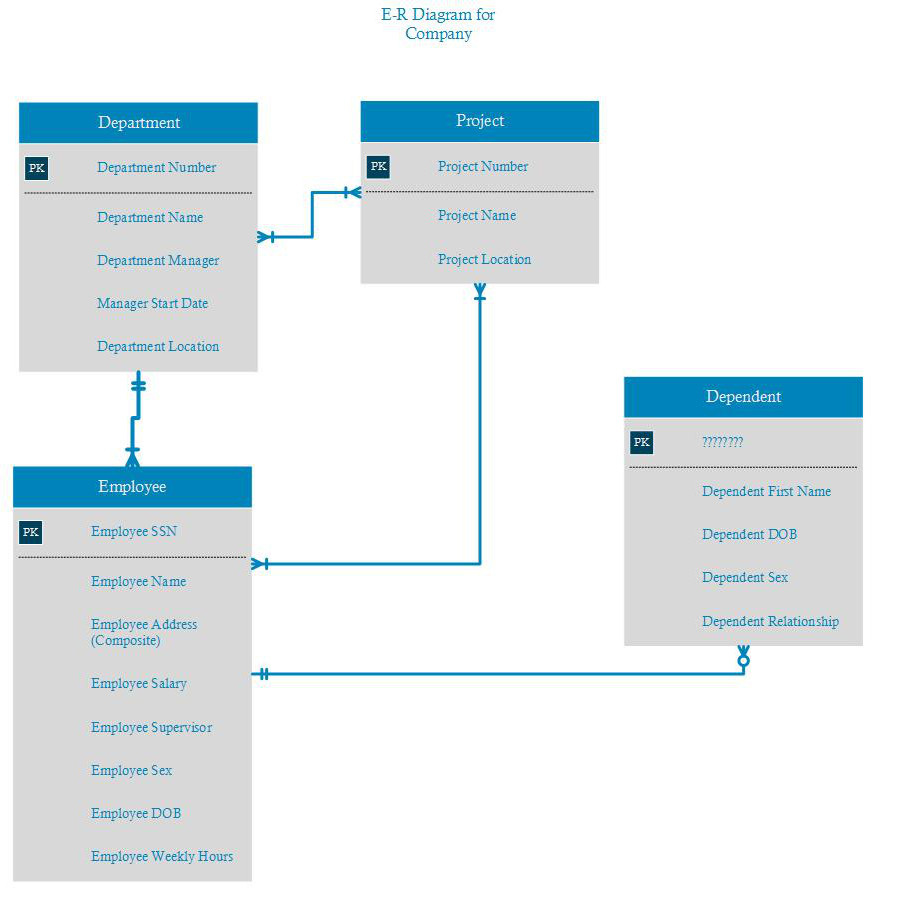 E-R Diagram for
Company
Department
PK Department Number
Department Name
Department Manager
Manager Start Date
Department Location
Project
PK Project Number
Project Name
Project Location
Dependent
PK ????????
Dependent First Name
Dependent DOB
Dependent Sex
Dependent Relationship
Employee
PK Employee SSN
Employee Name
Employee Address
(Composite)
Employee Salary
Employee Supervisor
Employee Sex
Employee DOB
Employee Weekly Hours